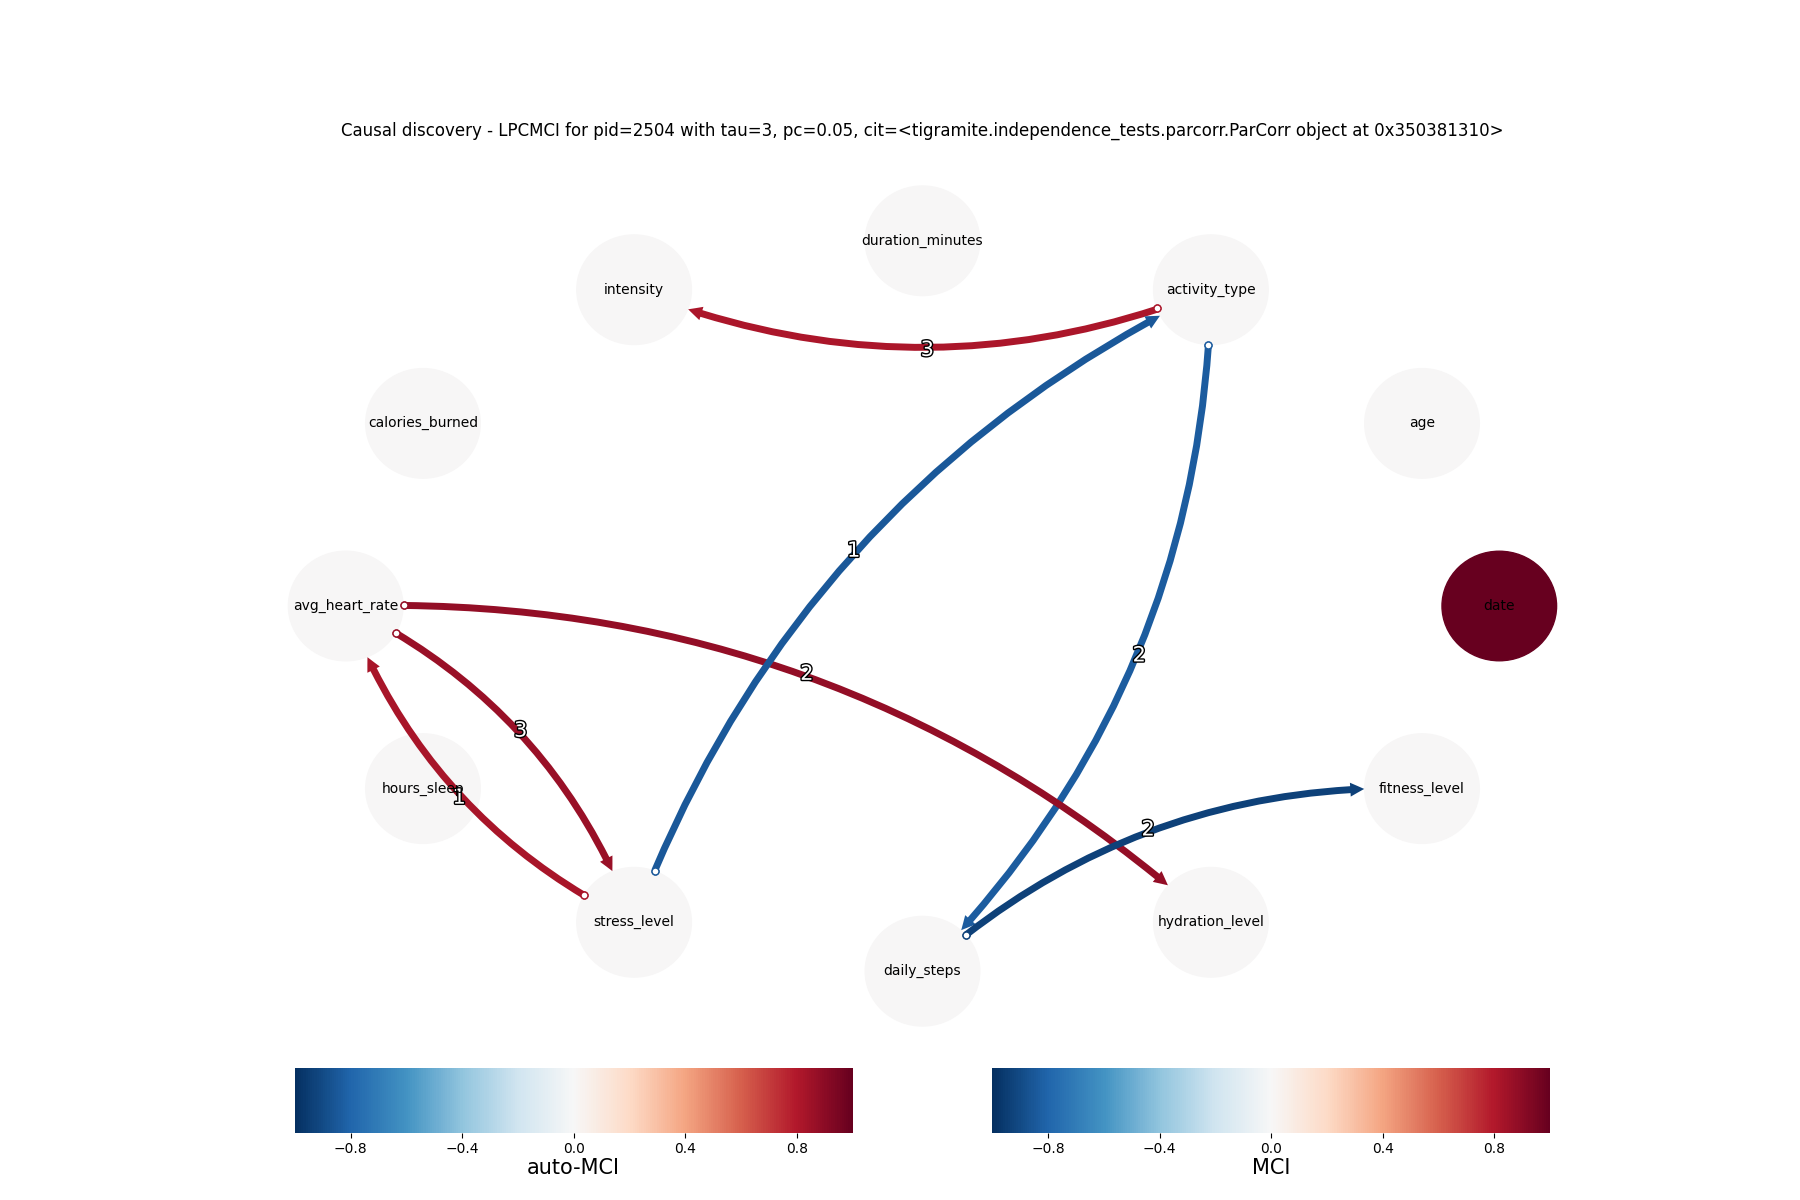 Causal discovery - LPCMCI for pid=2504 with tau=3, pc=0.05, cit=<tigramite.independence_tests.parcorr.ParCorr object at 0x350381310>
duration_minutes
intensity
activity_type
3
calories_burned
age
1
avg_heart_rate
date
2
2
3
hours_sleep
1
fitness_level
2
stress_level
hydration_level
daily_steps
−0.8 −0.4 0.0 0.4 0.8
auto-MCI
−0.8 −0.4 0.0 0.4 0.8
MCI